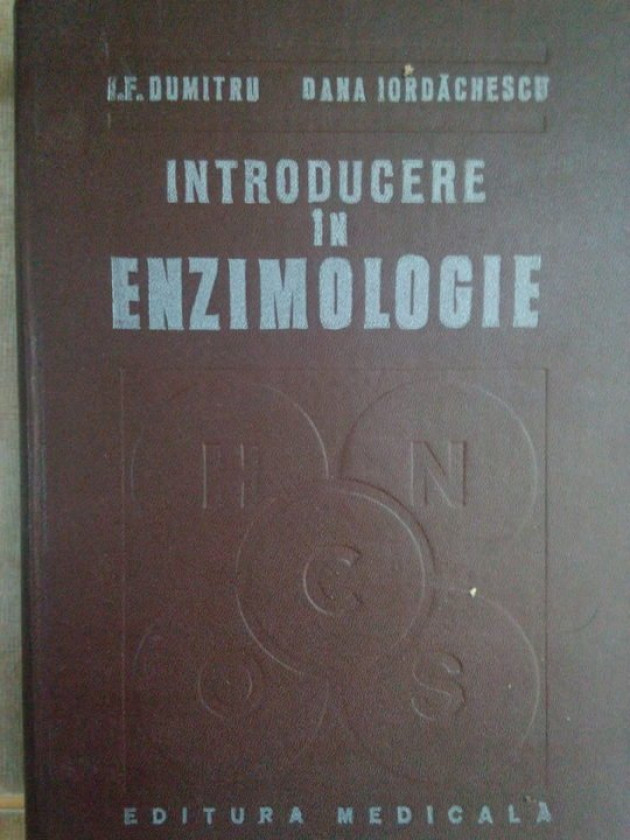 I.F. DUMITRU DANA IORDĂCHESCU
INTRODUCERE
ÎN
ENZIMOLOGIE
H N
C
O S
EDITURA MEDICALĂ